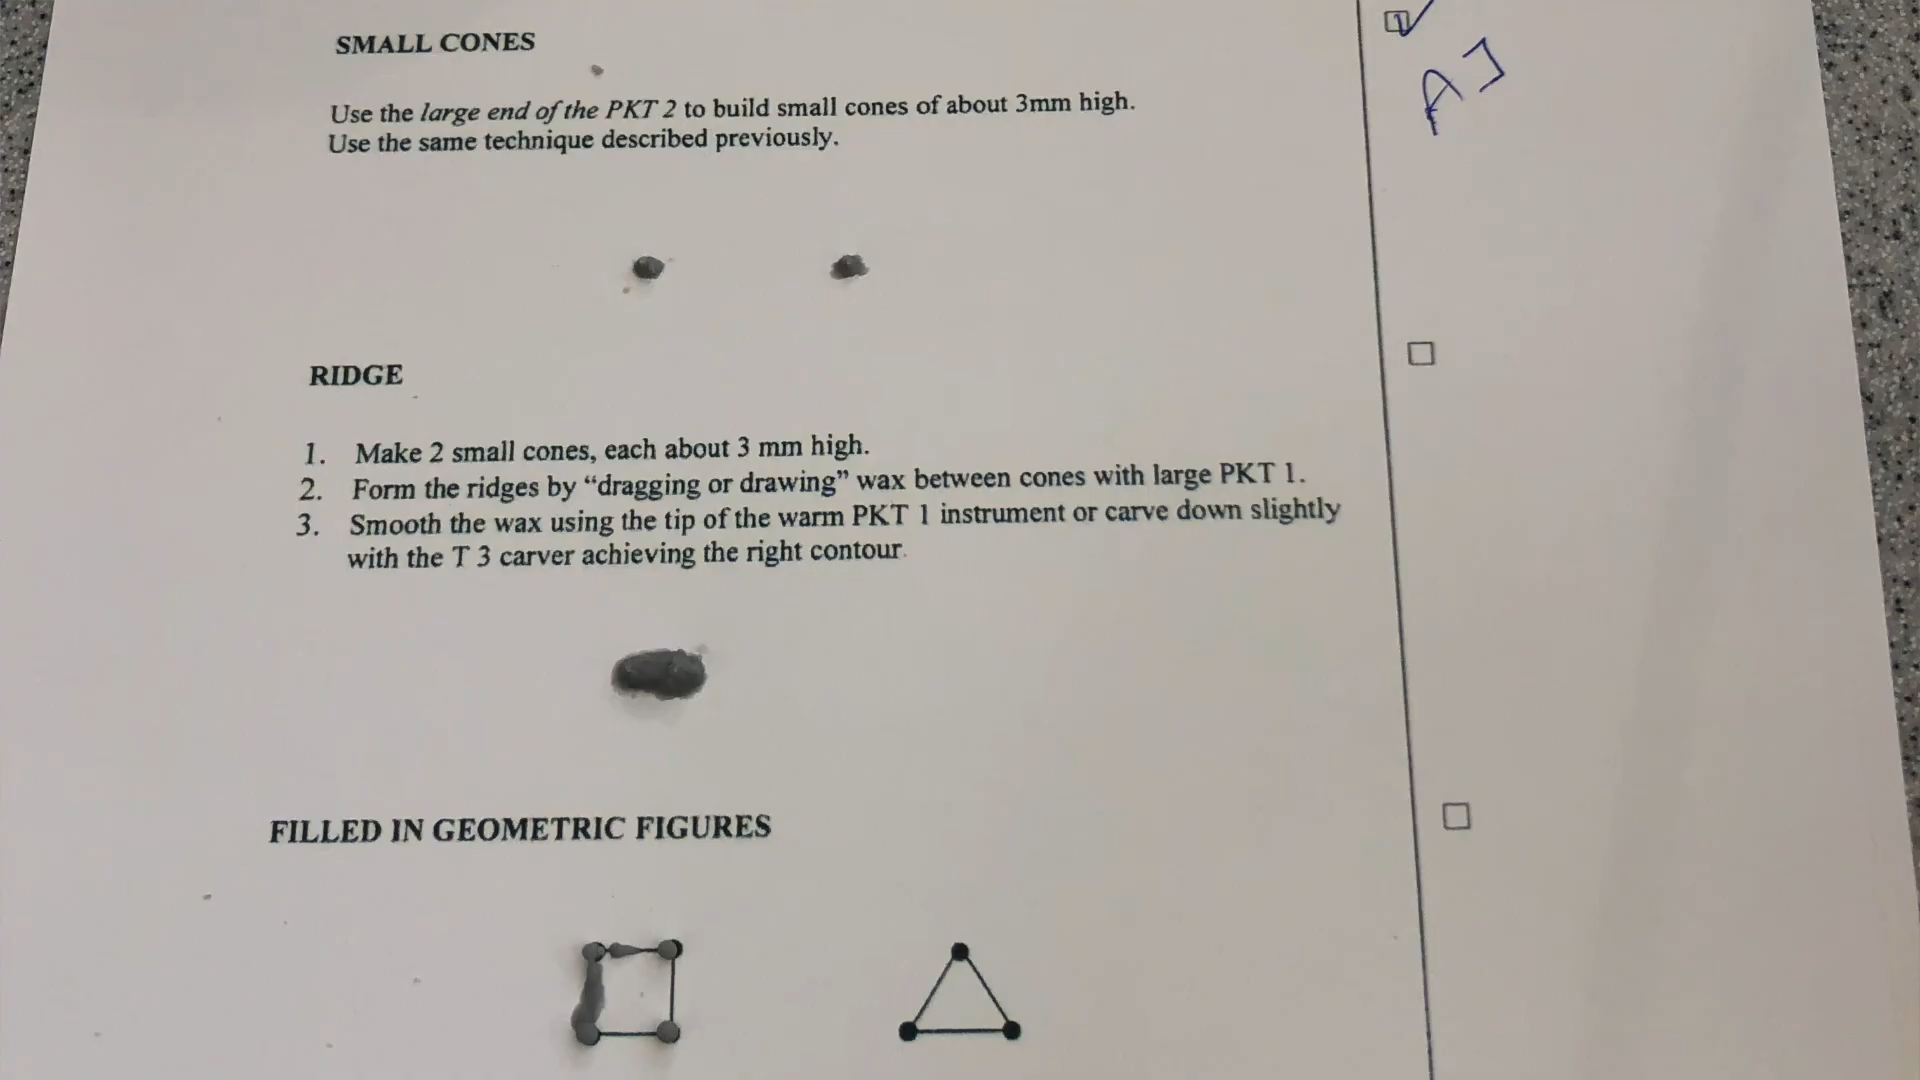 SMALL CONES
Use the large end of the PKT 2 to build small cones of about 3mm high.
Use the same technique described previously.
RIDGE
1. Make 2 small cones, each about 3 mm high.
2. Form the ridges by “dragging or drawing” wax between cones with large PKT 1.
3. Smooth the wax using the tip of the warm PKT 1 instrument or carve down slightly
with the T 3 carver achieving the right contour.
FILLED IN GEOMETRIC FIGURES